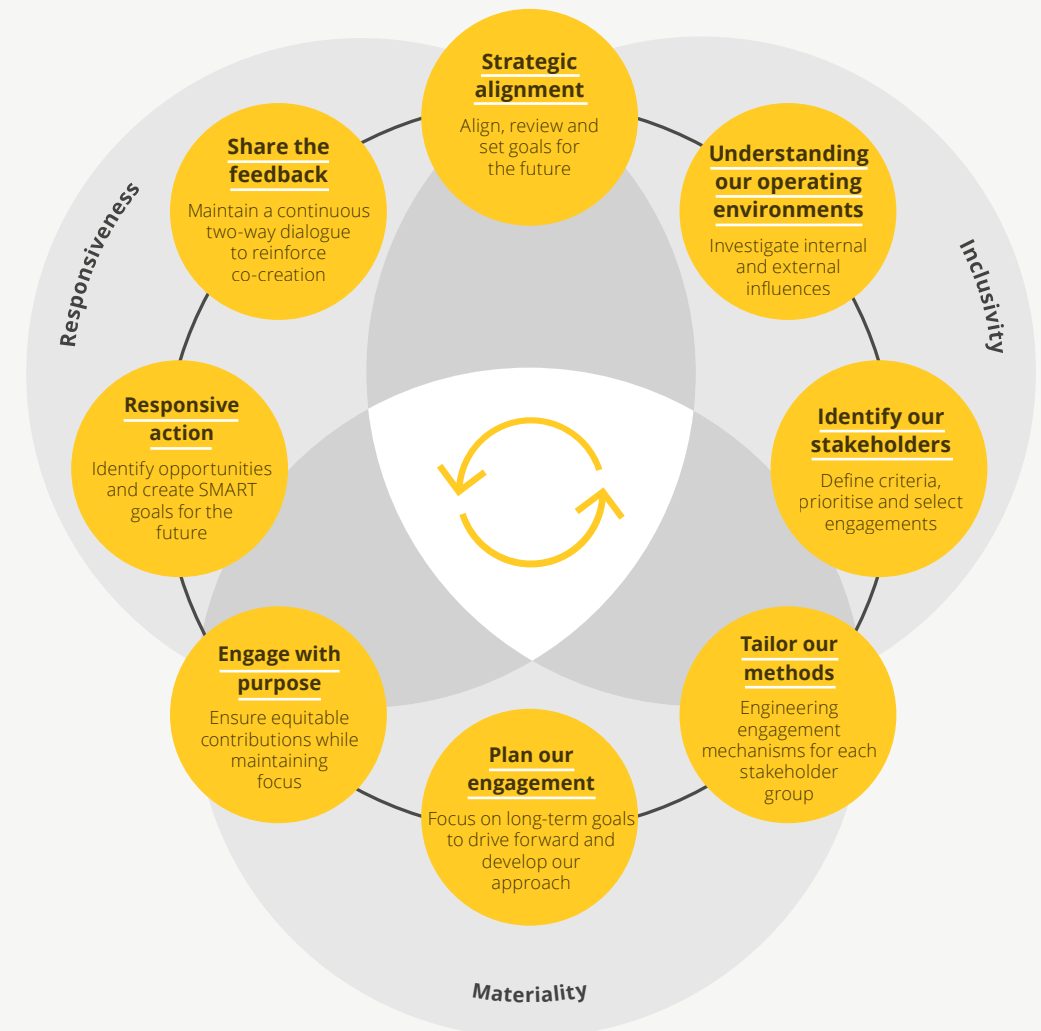 Strategic
alignment
Align, review and
set goals for
the future
Understanding
our operating
environments
Investigate internal
and external
influences
Inclusivity
Identify our
stakeholders
Define criteria,
prioritise and select
engagements
Tailor our
methods
Engineering
engagement
mechanisms for each
stakeholder
group
Plan our
engagement
Focus on long-term goals
to drive forward and
develop our
approach
Materiality
Engage with
purpose
Ensure equitable
contributions while
maintaining
focus
Responsive
action
Identify opportunities
and create SMART
goals for the
future
Responsiveness
Share the
feedback
Maintain a continuous
two-way dialogue
to reinforce
co-creation